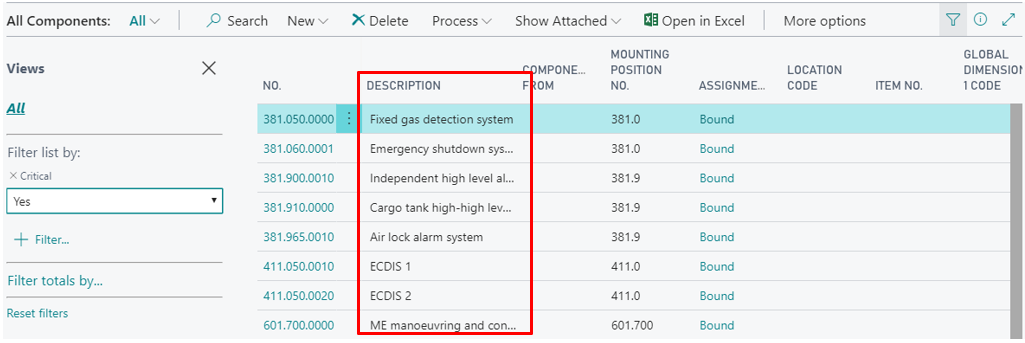 All Components: All Search New Delete Process Show Attached Open in Excel More options
Views
All
Filter list by:
× Critical
Yes
+ Filter...
Filter totals by...
Reset filters
NO. DESCRIPTION COMPONE... FROM MOUNTING POSITION NO. ASSIGNME... LOCATION CODE ITEM NO. GLOBAL DIMENSION 1 CODE
381.050.0000 Fixed gas detection system 381.0 Bound
381.060.0001 Emergency shutdown sys... 381.0 Bound
381.900.0010 Independent high level al... 381.9 Bound
381.910.0000 Cargo tank high-high lev... 381.9 Bound
381.965.0010 Air lock alarm system 381.9 Bound
411.050.0010 ECDIS 1 411.0 Bound
411.050.0020 ECDIS 2 411.0 Bound
601.700.0000 ME manoeuvring and con... 601.700 Bound